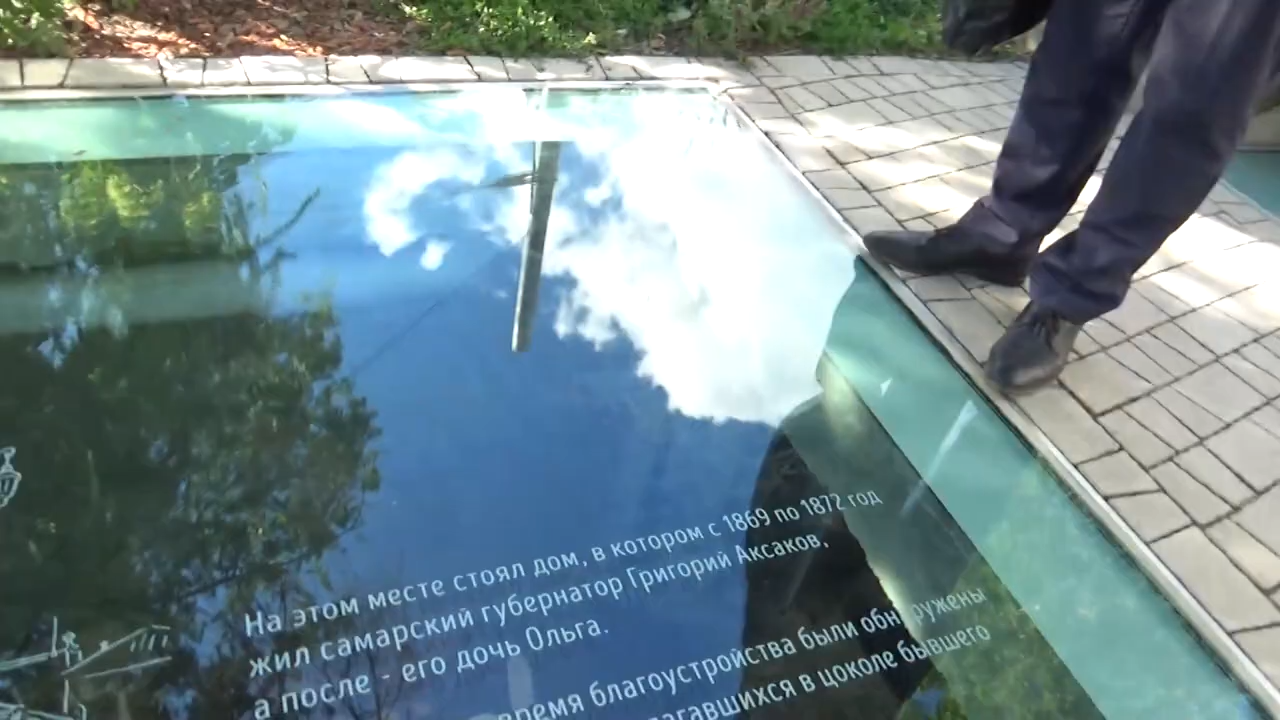 На этом месте стоял дом, в котором с 1869 по 1872 год
жил самарский губернатор Григорий Аксаков,
а после - его дочь Ольга.
время благоустройства были обнаружены
в цоколе бывшего